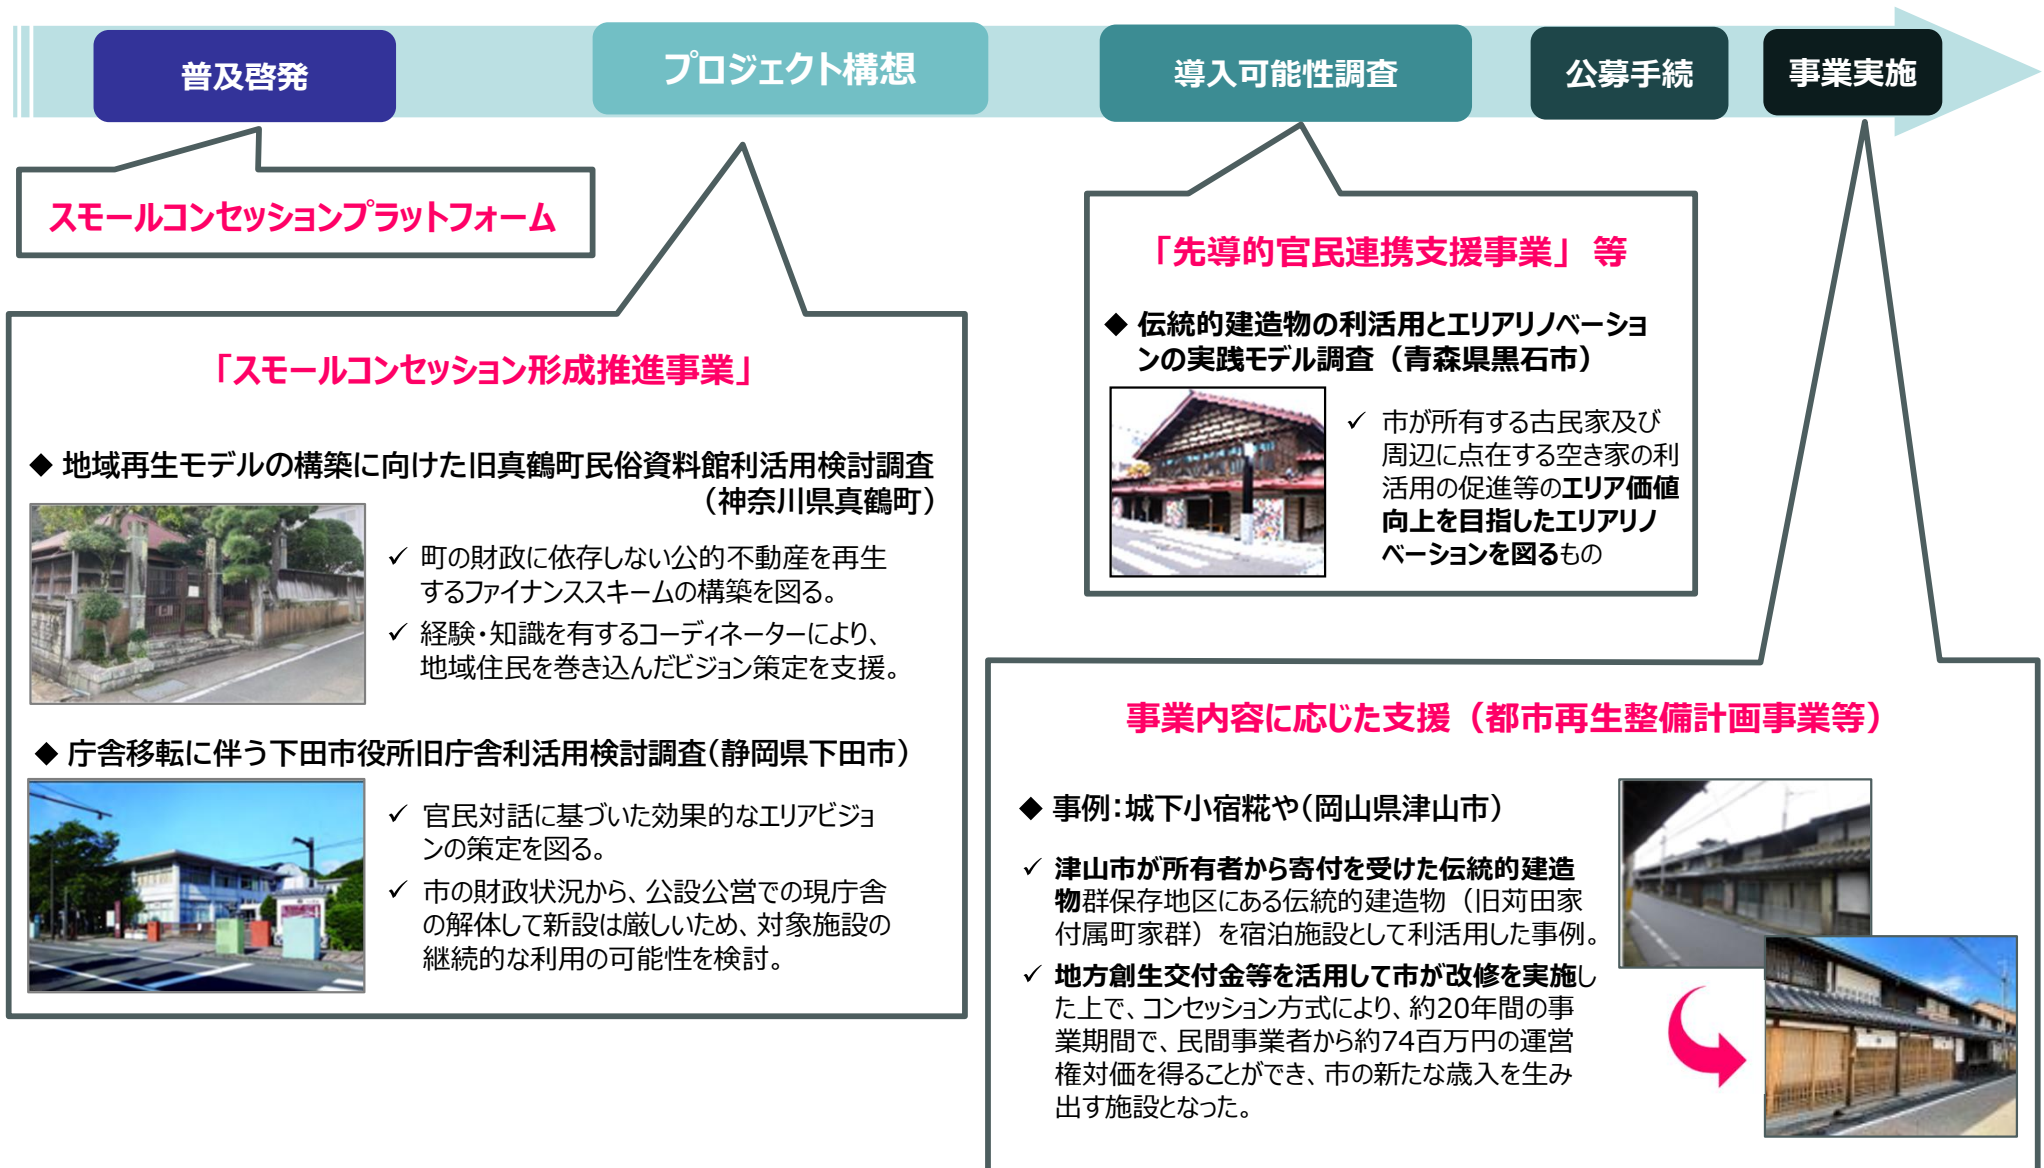 普及啓発
プロジェクト構想
導入可能性調査
公募手続
事業実施
スモールコンセッションプラットフォーム
「スモールコンセッション形成推進事業」
◆ 地域再生モデルの構築に向けた旧真鶴町民俗資料館利活用検討調査
（神奈川県真鶴町）
✓ 町の財政に依存しない公的不動産を再生
するファイナンススキームの構築を図る。
✓ 経験・知識を有するコーディネーターにより、
地域住民を巻き込んだビジョン策定を支援。
◆ 庁舎移転に伴う下田市役所旧庁舎利活用検討調査(静岡県下田市）
✓ 官民対話に基づいた効果的なエリアビジョ
ンの策定を図る。
✓ 市の財政状況から、公設公営での現庁舎
の解体して新設は厳しいため、対象施設の
継続的な利用の可能性を検討。
「先導的官民連携支援事業」等
◆ 伝統的建造物の利活用とエリアリノベーショ
ンの実践モデル調査（青森県黒石市）
✓ 市が所有する古民家及び
周辺に点在する空き家の利
活用の促進等のエリア価値
向上を目指したエリアリノ
ベーションを図るもの
事業内容に応じた支援（都市再生整備計画事業等）
◆ 事例：城下小宿糀や(岡山県津山市）
✓ 津山市が所有者から寄付を受けた伝統的建造
物群保存地区にある伝統的建造物（旧苅田家
付属町家群）を宿泊施設として利活用した事例。
✓ 地方創生交付金等を活用して市が改修を実施し
た上で、コンセッション方式により、約20年間の事
業期間で、民間事業者から約74百万円の運営
権対価を得ることができ、市の新たな歳入を生み
出す施設となった。